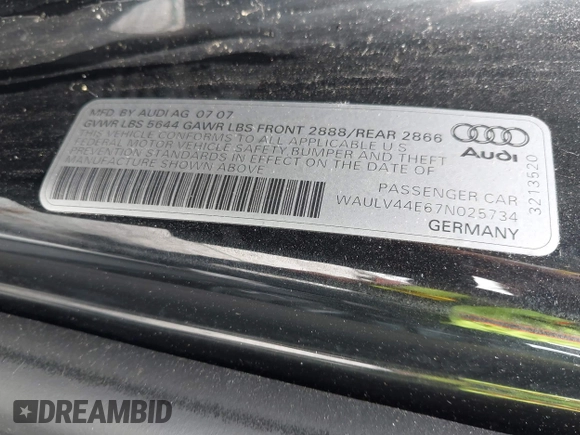 MFD. BY AUDI AG 07 07
GVWR LBS 5644 GAWR LBS FRONT 2888/REAR 2866
THIS VEHICLE CONFORMS TO ALL APPLICABLE U S
FEDERAL MOTOR VEHICLE SAFETY BUMPER AND THEFT
PREVENTION STANDARDS IN EFFECT ON THE DATE OF
MANUFACTURE SHOWN ABOVE
Audi
PASSENGER CAR
WAULV44E67N025734
GERMANY
3213520
DREAMBID